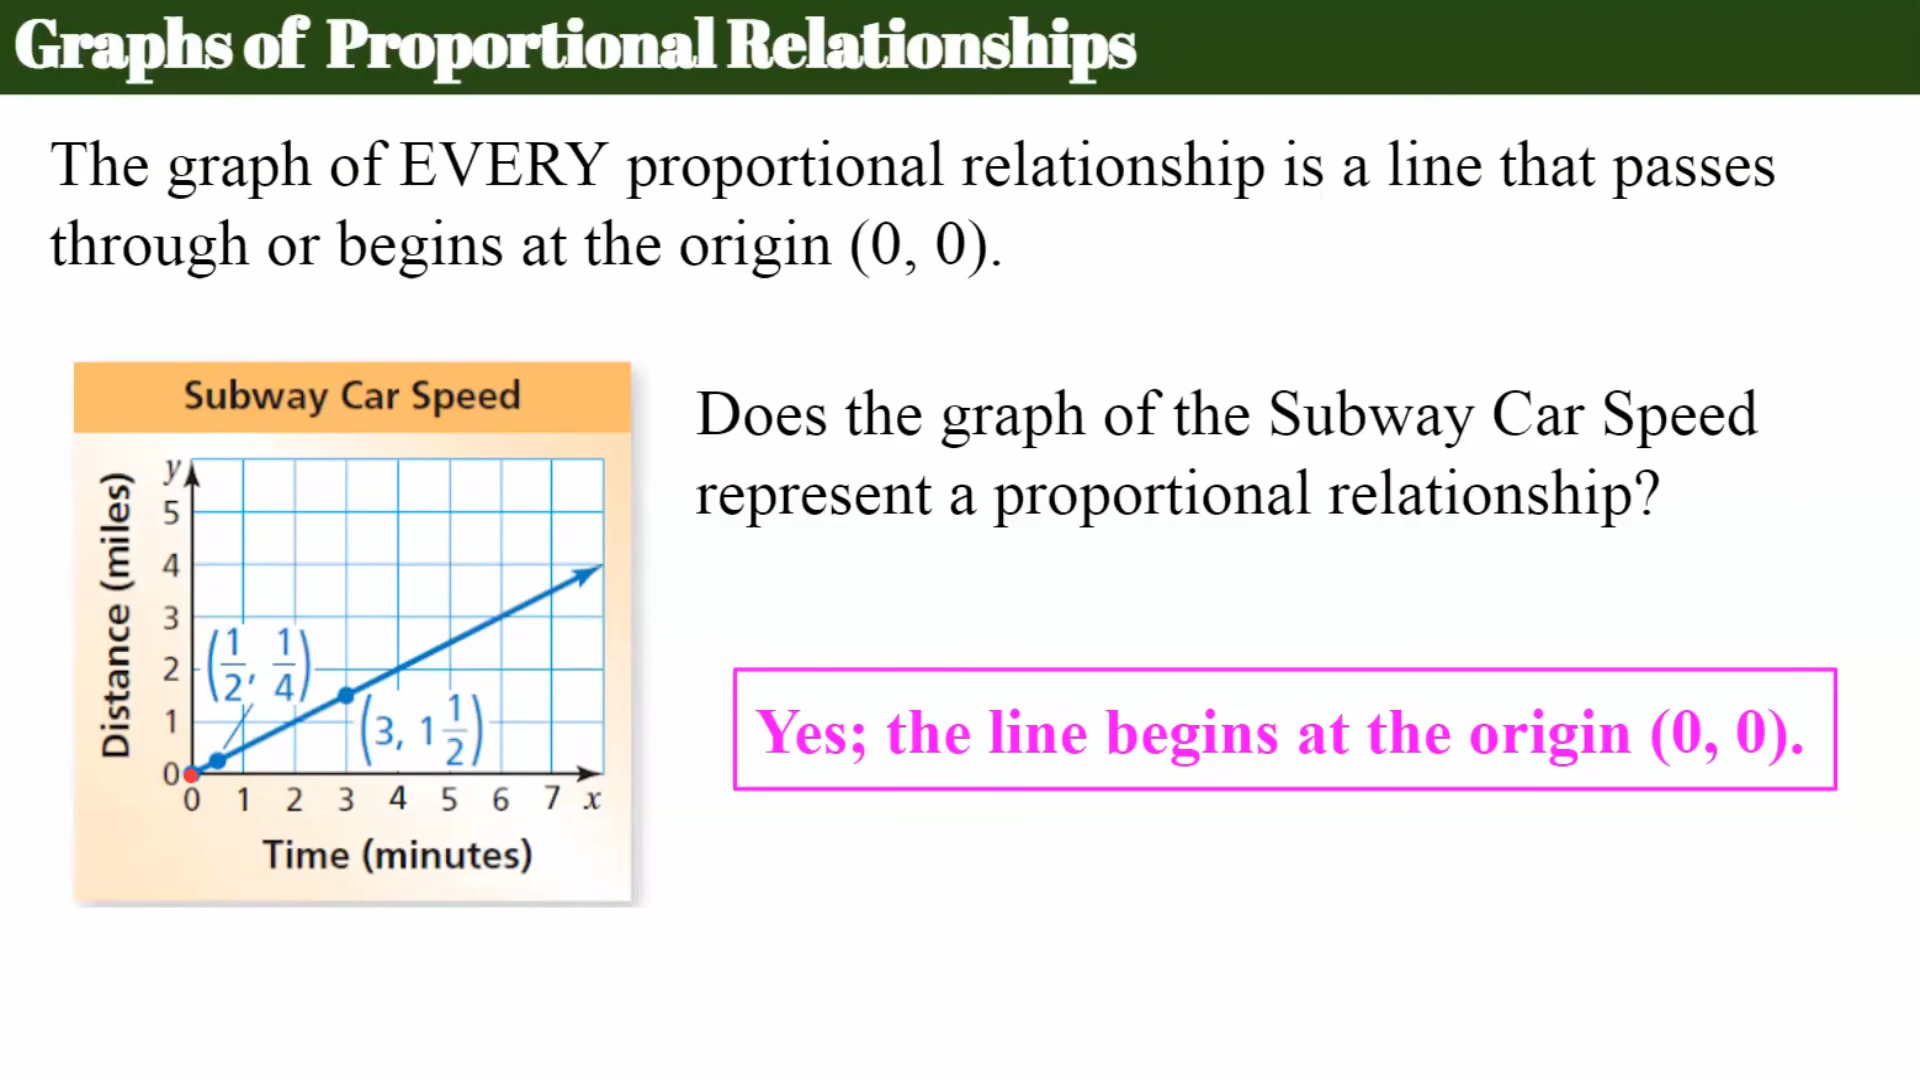 Graphs of Proportional Relationships
The graph of EVERY proportional relationship is a line that passes
through or begins at the origin (0, 0).
Subway Car Speed
Does the graph of the Subway Car Speed
represent a proportional relationship?
Distance (miles)
y
5
4
3
2
1
0
(1/2, 1/4)
(3, 1 1/2)
0 1 2 3 4 5 6 7 x
Time (minutes)
Yes; the line begins at the origin (0, 0).